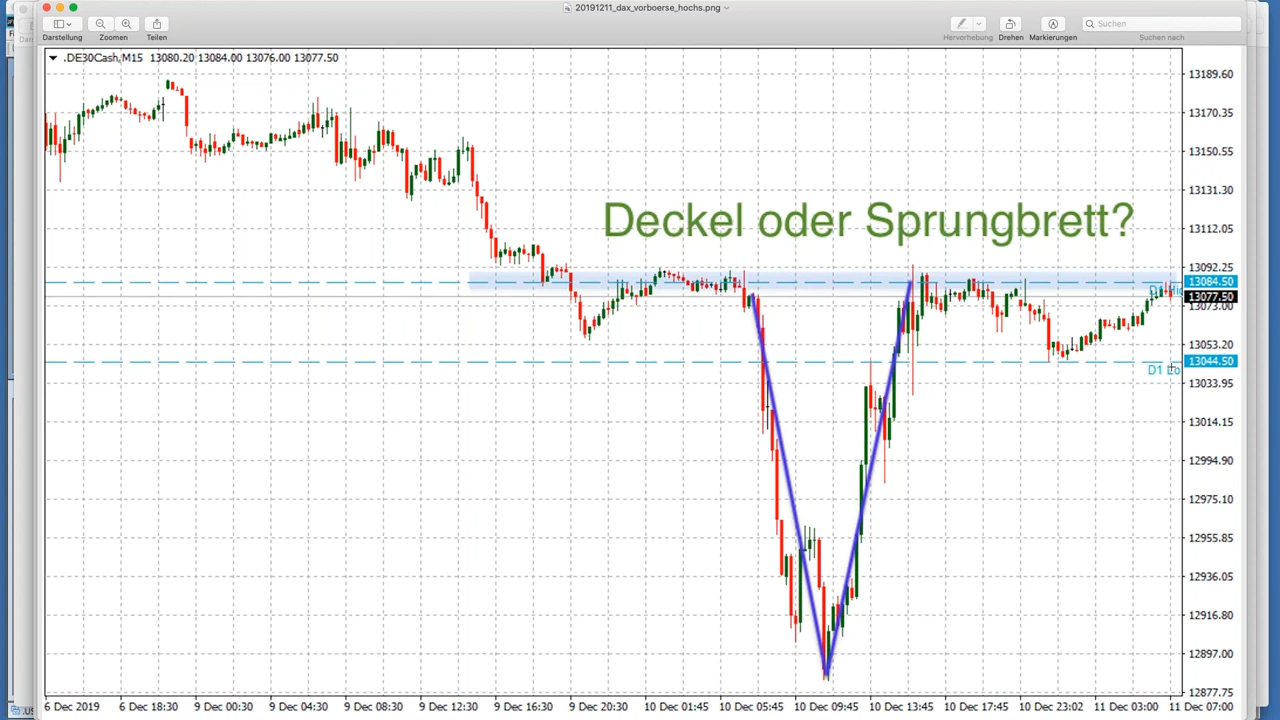 20191211_dax_vorboerse_hochs.png
Darstellung Zoomen Teilen Hervorhebung Drehen Markierungen Suchen
Suchen nach
.DE30Cash,M15 13080.20 13084.00 13076.00 13077.50
Deckel oder Sprungbrett?
13189.60
13170.35
13150.55
13131.30
13112.05
13092.25
13084.50
13077.50
13073.00
13053.20
13044.50
D1 Lo
13033.95
13014.15
12994.90
12975.10
12955.85
12936.05
12916.80
12897.00
12877.75
6 Dec 2019 6 Dec 18:30 9 Dec 00:30 9 Dec 04:30 9 Dec 08:30 9 Dec 12:30 9 Dec 16:30 9 Dec 20:30 10 Dec 01:45 10 Dec 05:45 10 Dec 09:45 10 Dec 13:45 10 Dec 17:45 10 Dec 23:02 11 Dec 03:00 11 Dec 07:00